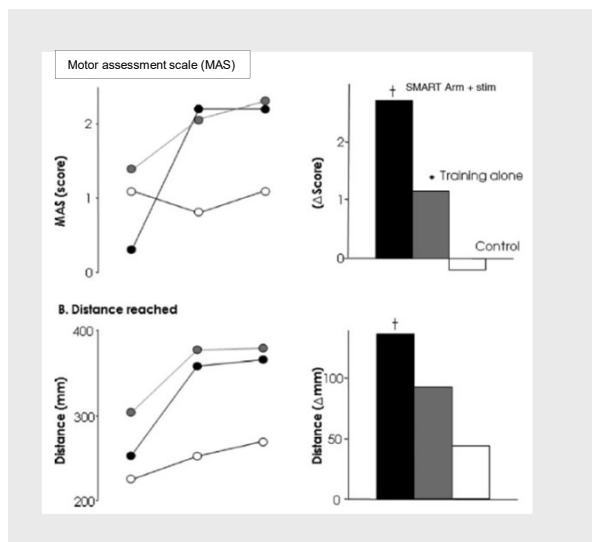 Motor assessment scale (MAS)
MAS (score)
2
1
0
(ΔScore)
2
1
0
† SMART Arm + stim
• Training alone
Control
B. Distance reached
Distance (mm)
400
300
200
Distance (Δmm)
100
50
0
†